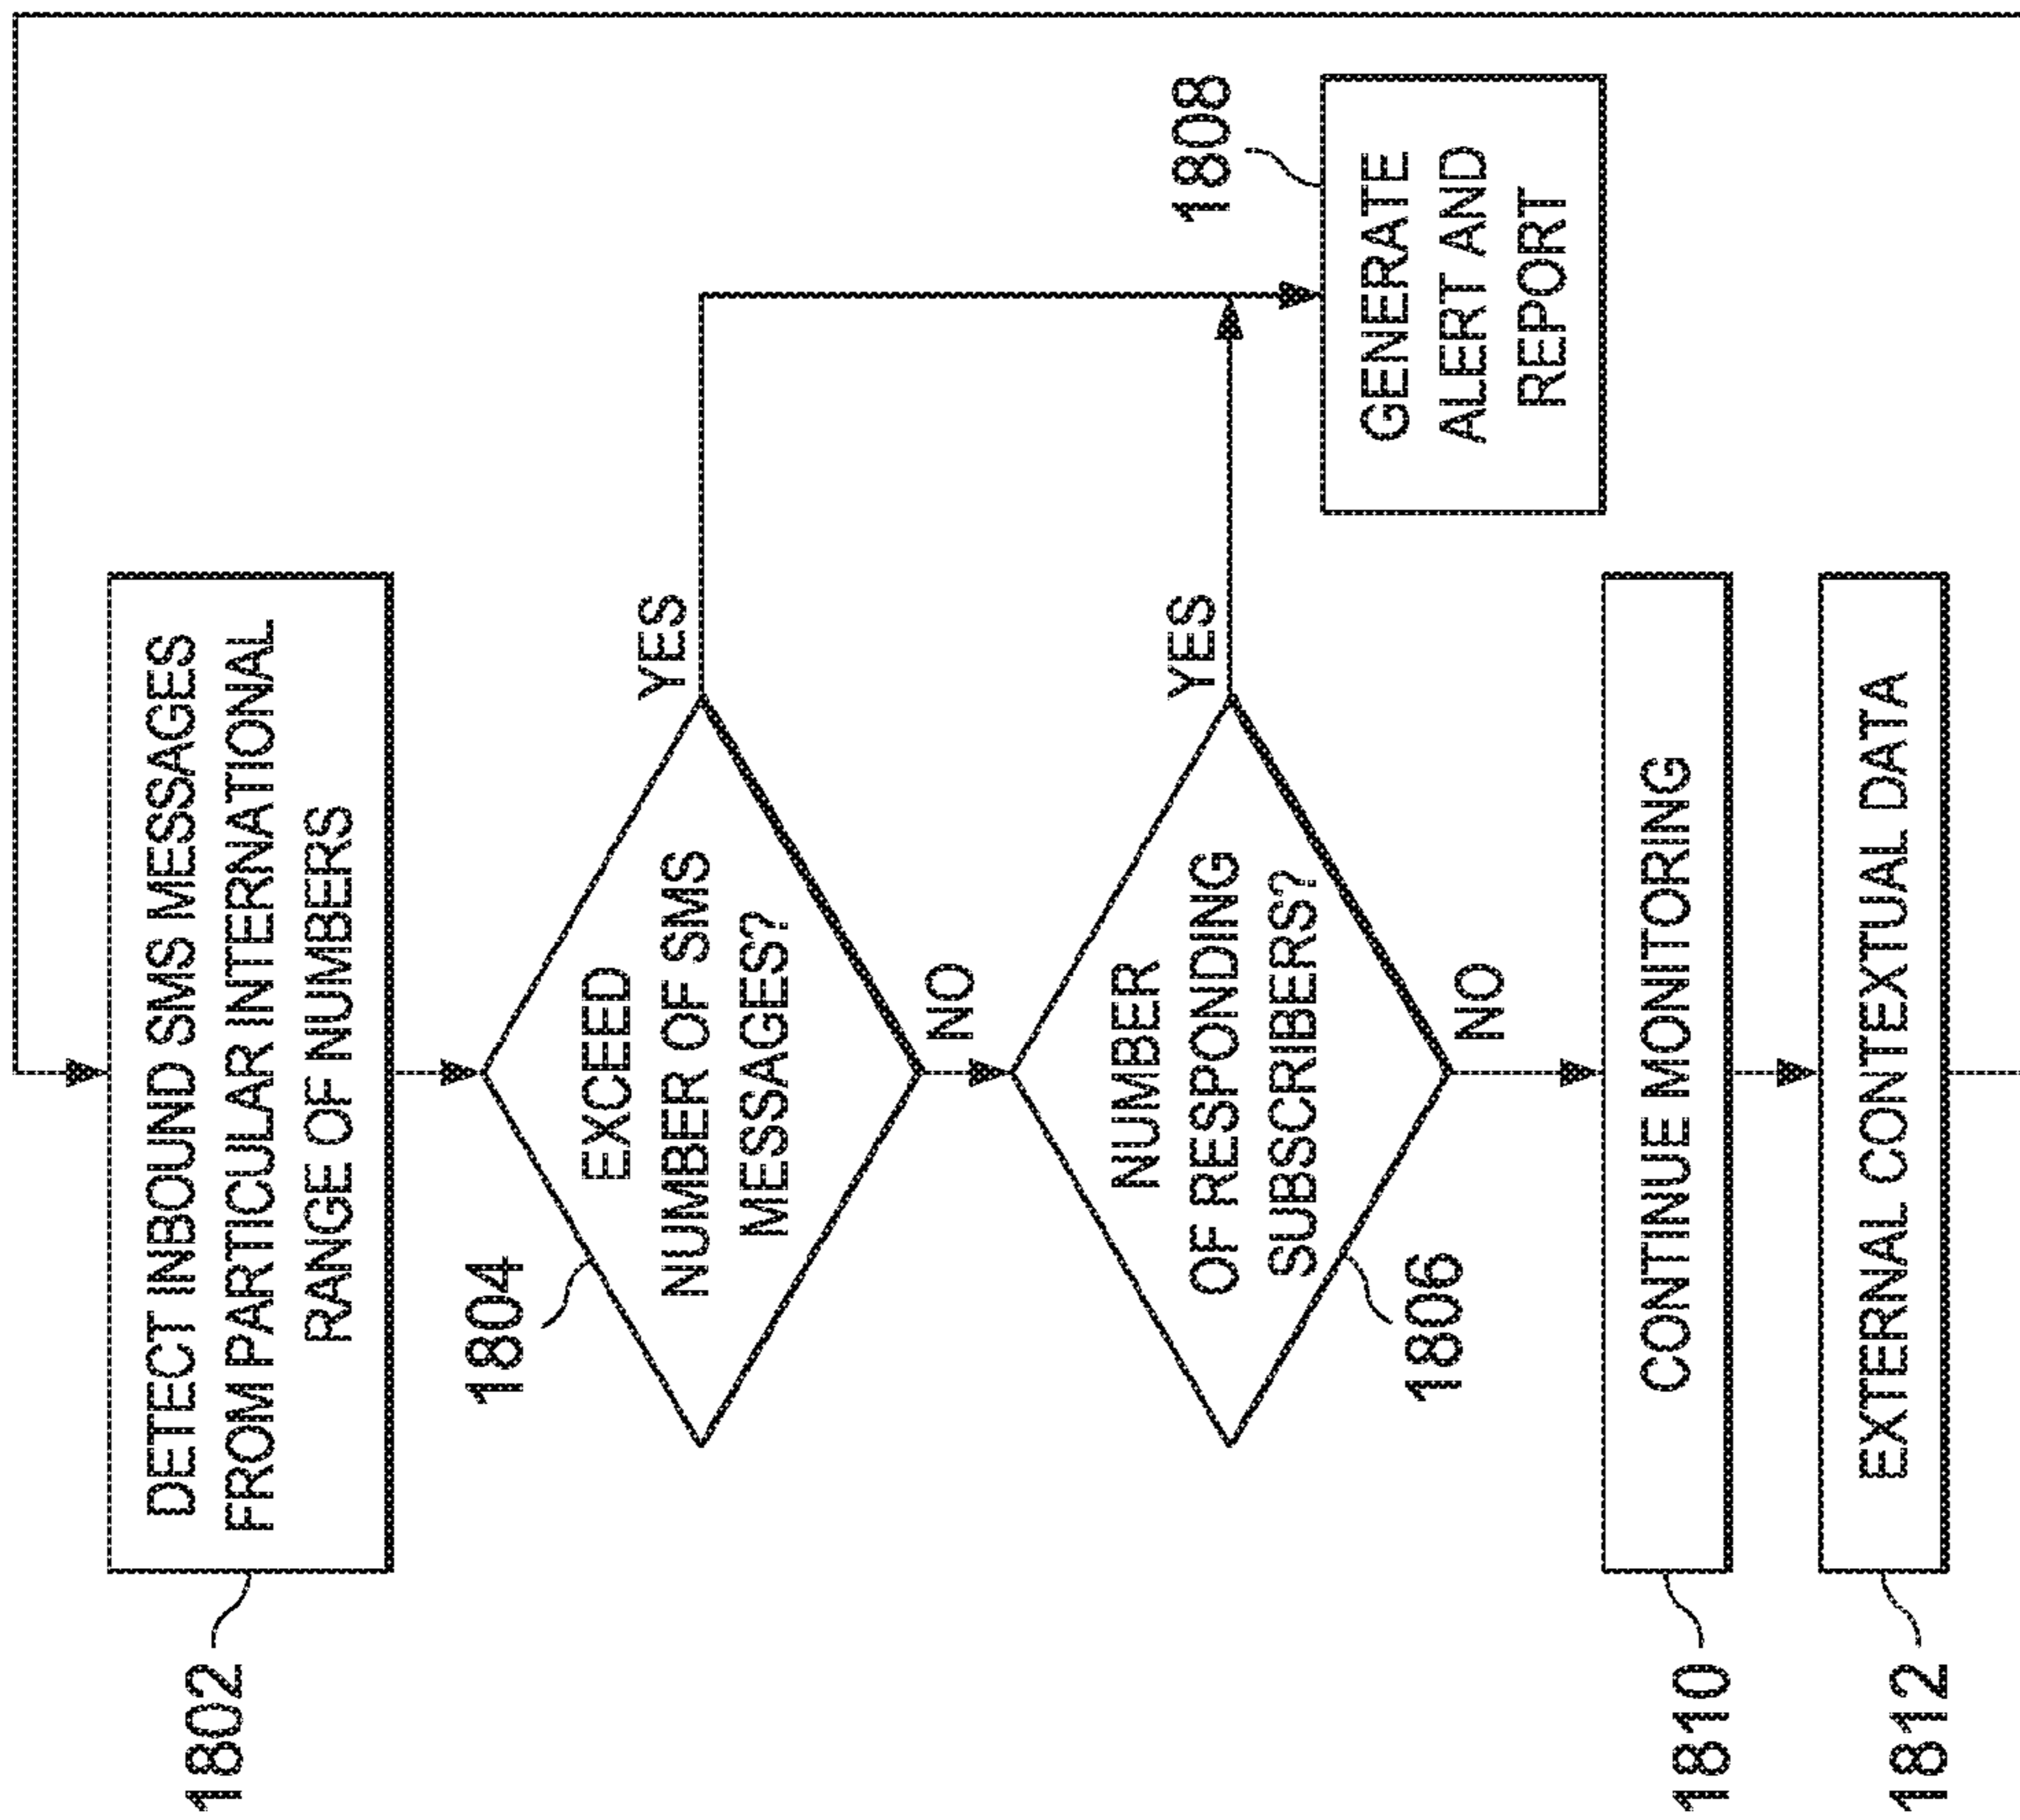 1802
DETECT INBOUND SMS MESSAGES
FROM PARTICULAR INTERNATIONAL
RANGE OF NUMBERS
1804
EXCEED
NUMBER OF SMS
MESSAGES?
YES
NO
1806
NUMBER
OF RESPONDING
SUBSCRIBERS?
YES
NO
1808
GENERATE
ALERT AND
REPORT
1810
CONTINUE MONITORING
1812
EXTERNAL CONTEXTUAL DATA